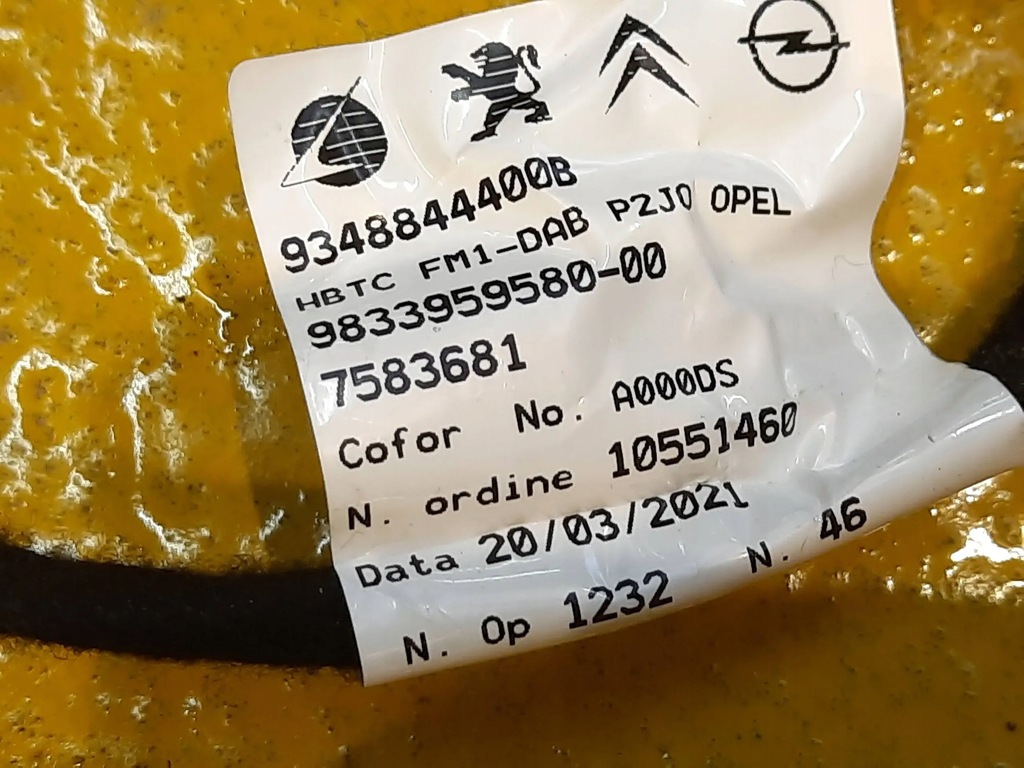 9348844400B
HBTC FM1-DAB P2JO OPEL
9833959580-00
7583681
Cofor No. A000DS
N. ordine 10551460
Data 20/03/2021
N. Op 1232 N. 46